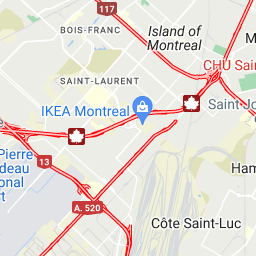 117
BOIS-FRANC
Island of
Montreal
CHU Sain
SAINT-LAURENT
IKEA Montreal
Saint-Jo
Pierre
deau
onal
rt
13
Ham
A. 520
Côte Saint-Luc